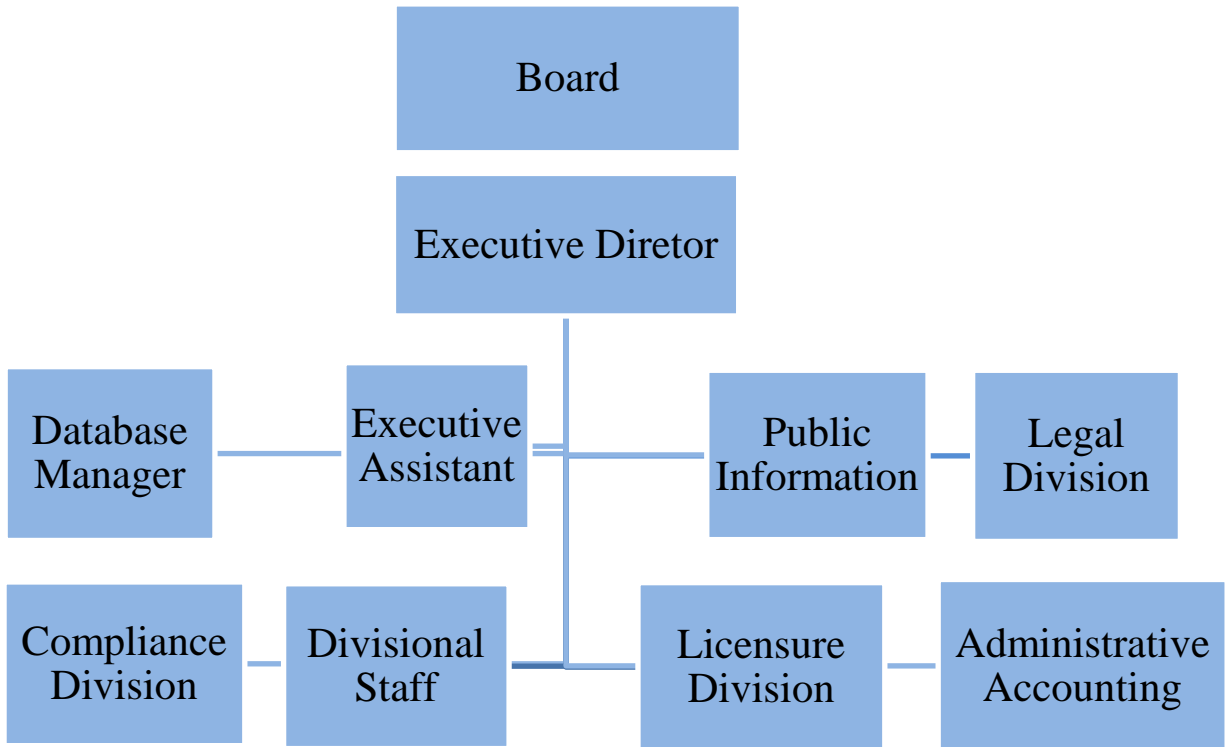 Board
Executive Diretor
Database
Manager
Executive
Assistant
Public
Information
Legal
Division
Compliance
Division
Divisional
Staff
Licensure
Division
Administrative
Accounting